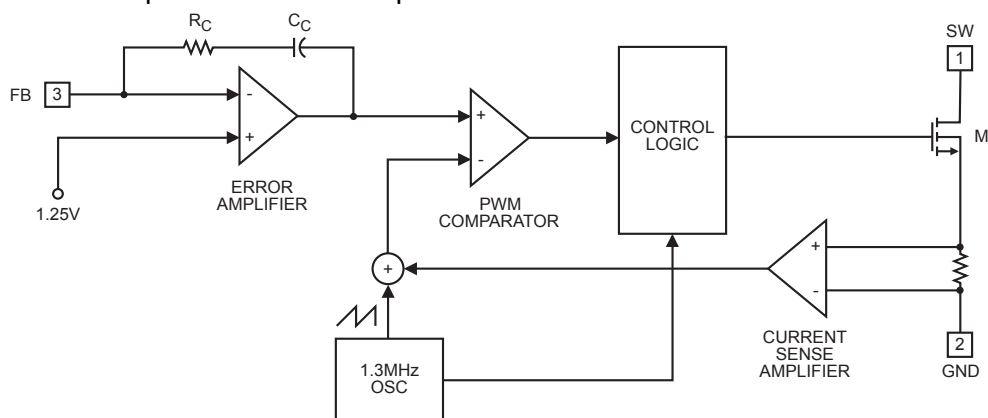 RC
CC
SW
1
FB
3
-
+
1.25V
ERROR
AMPLIFIER
+
-
PWM
COMPARATOR
CONTROL
LOGIC
M
+
+
-
CURRENT
SENSE
AMPLIFIER
2
GND
1.3MHz
OSC